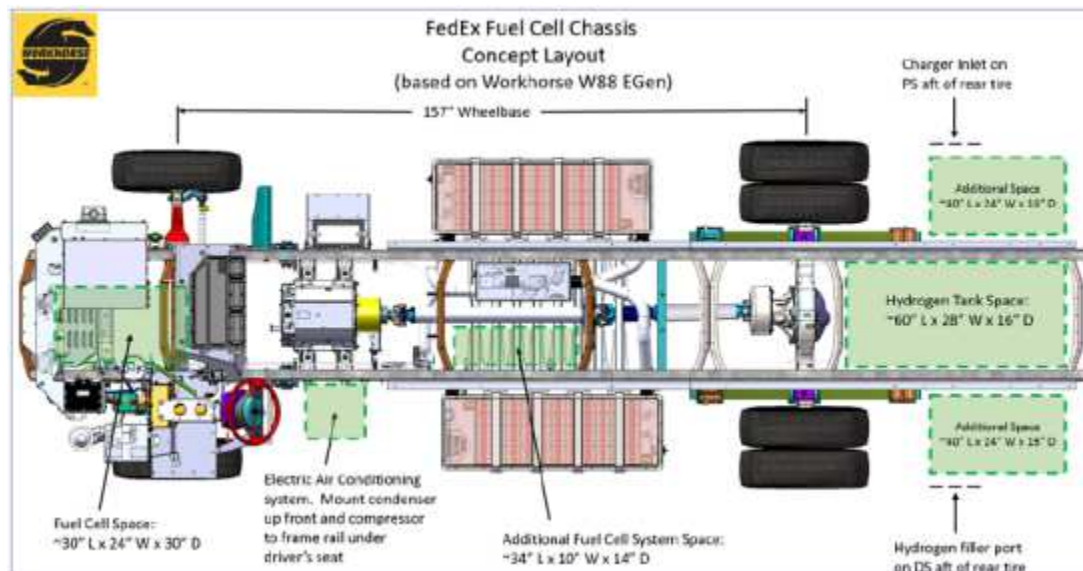 WORKHORSE
FedEx Fuel Cell Chassis
Concept Layout
(based on Workhorse W88 EGen)
157" Wheelbase
Charger Inlet on
PS aft of rear tire
Additional Space
L x 24" W x
Hydrogen Tank Space:
~60" L x 28" W x 16" D
Additional Space
L x 24" W x
Fuel Cell Space:
~30" L x 24" W x 30" D
Electric Air Conditioning
system. Mount condenser
up front and compressor
to frame rail under
driver's seat
Additional Fuel Cell System Space:
~34" L x 10" W x 14" D
Hydrogen filler port
on DS aft of rear tire